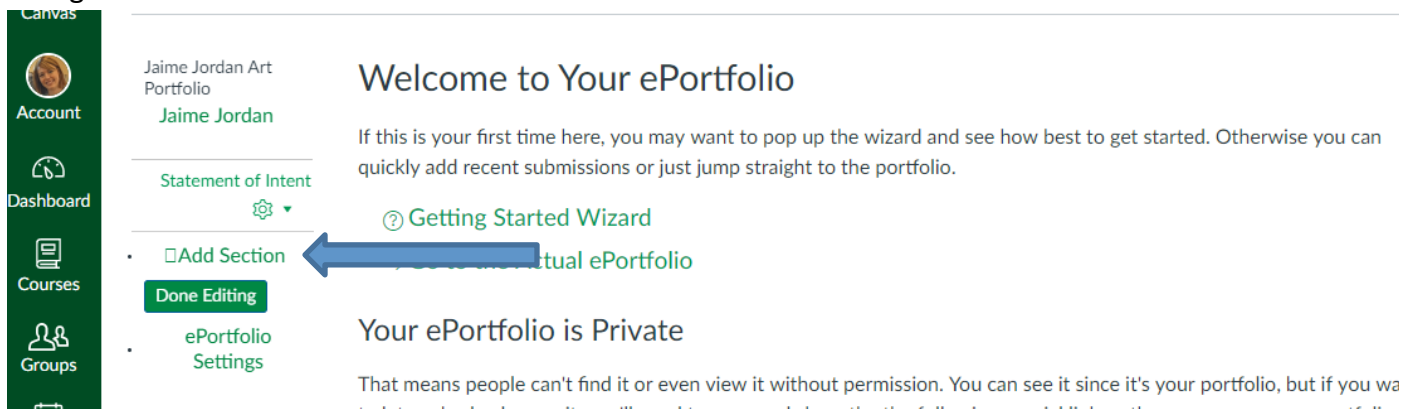 Canvas
Account
Dashboard
Courses
Groups
Jaime Jordan Art
Portfolio
Jaime Jordan
Statement of Intent
Add Section
Done Editing
ePortfolio
Settings
Welcome to Your ePortfolio
If this is your first time here, you may want to pop up the wizard and see how best to get started. Otherwise you can
quickly add recent submissions or just jump straight to the portfolio.
Getting Started Wizard
ctual ePortfolio
Your ePortfolio is Private
That means people can't find it or even view it without permission. You can see it since it's your portfolio, but if you wa